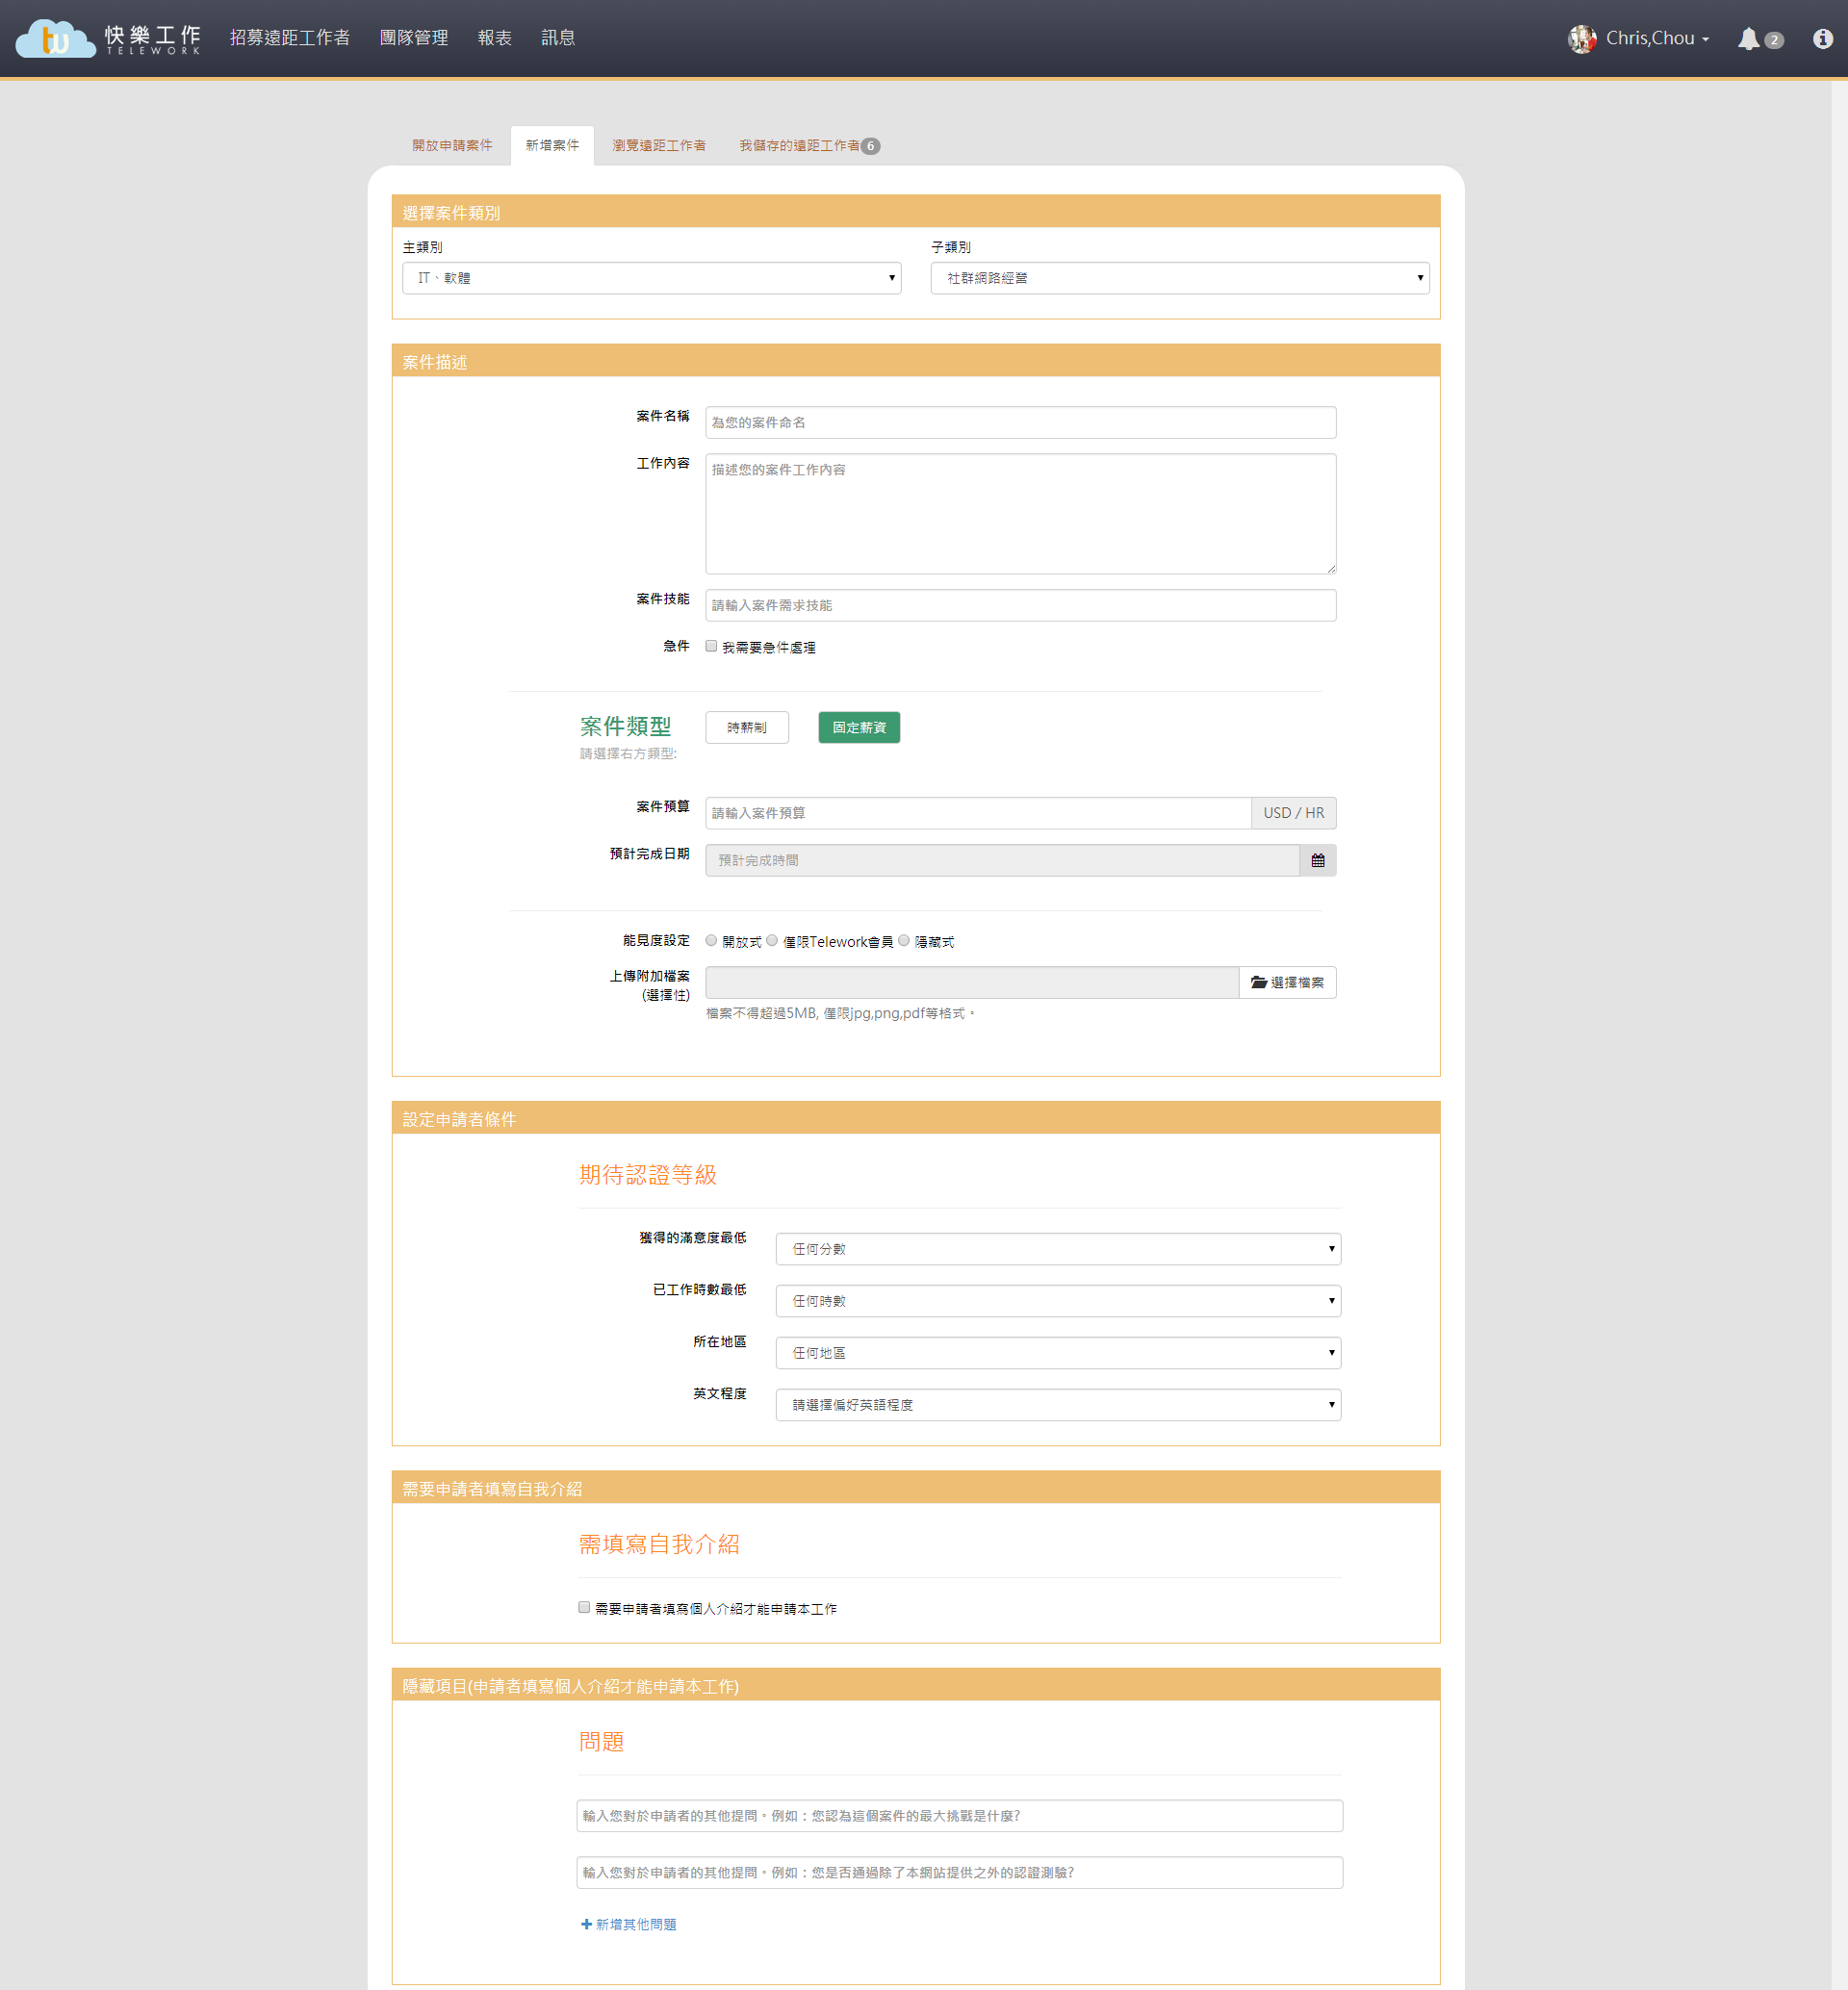 tw 快樂工作 招募遠距工作者 團隊管理 報表 訊息 Chris,Chou 2
TELEWORK
開放申請案件 新增案件 瀏覽遠距工作者 我儲存的遠距工作者 6
選擇案件類別
主類別 子類別
IT、軟體 社群網路經營
案件描述
案件名稱 為您的案件命名
工作內容 描述您的案件工作內容
案件技能 請輸入案件需求技能
急件 我需要急件處理
案件類型 時薪制 固定薪資
請選擇右方類型:
案件預算 請輸入案件預算 USD / HR
預計完成日期 預計完成時間
能見度設定 開放式 僅限Telework會員 隱藏式
上傳附加檔案 選擇檔案
(選擇性)
檔案不得超過5MB, 僅限jpg,png,pdf等格式。
設定申請者條件
期待認證等級
獲得的滿意度最低 任何分數
已工作時數最低 任何時數
所在地區 任何地區
英文程度 請選擇偏好英語程度
需要申請者填寫自我介紹
需填寫自我介紹
需要申請者填寫個人介紹才能申請本工作
隱藏項目(申請者填寫個人介紹才能申請本工作)
問題
輸入您對於申請者的其他提問。例如：您認為這個案件的最大挑戰是什麼?
輸入您對於申請者的其他提問。例如：您是否通過除了本網站提供之外的認證測驗?
新增其他問題